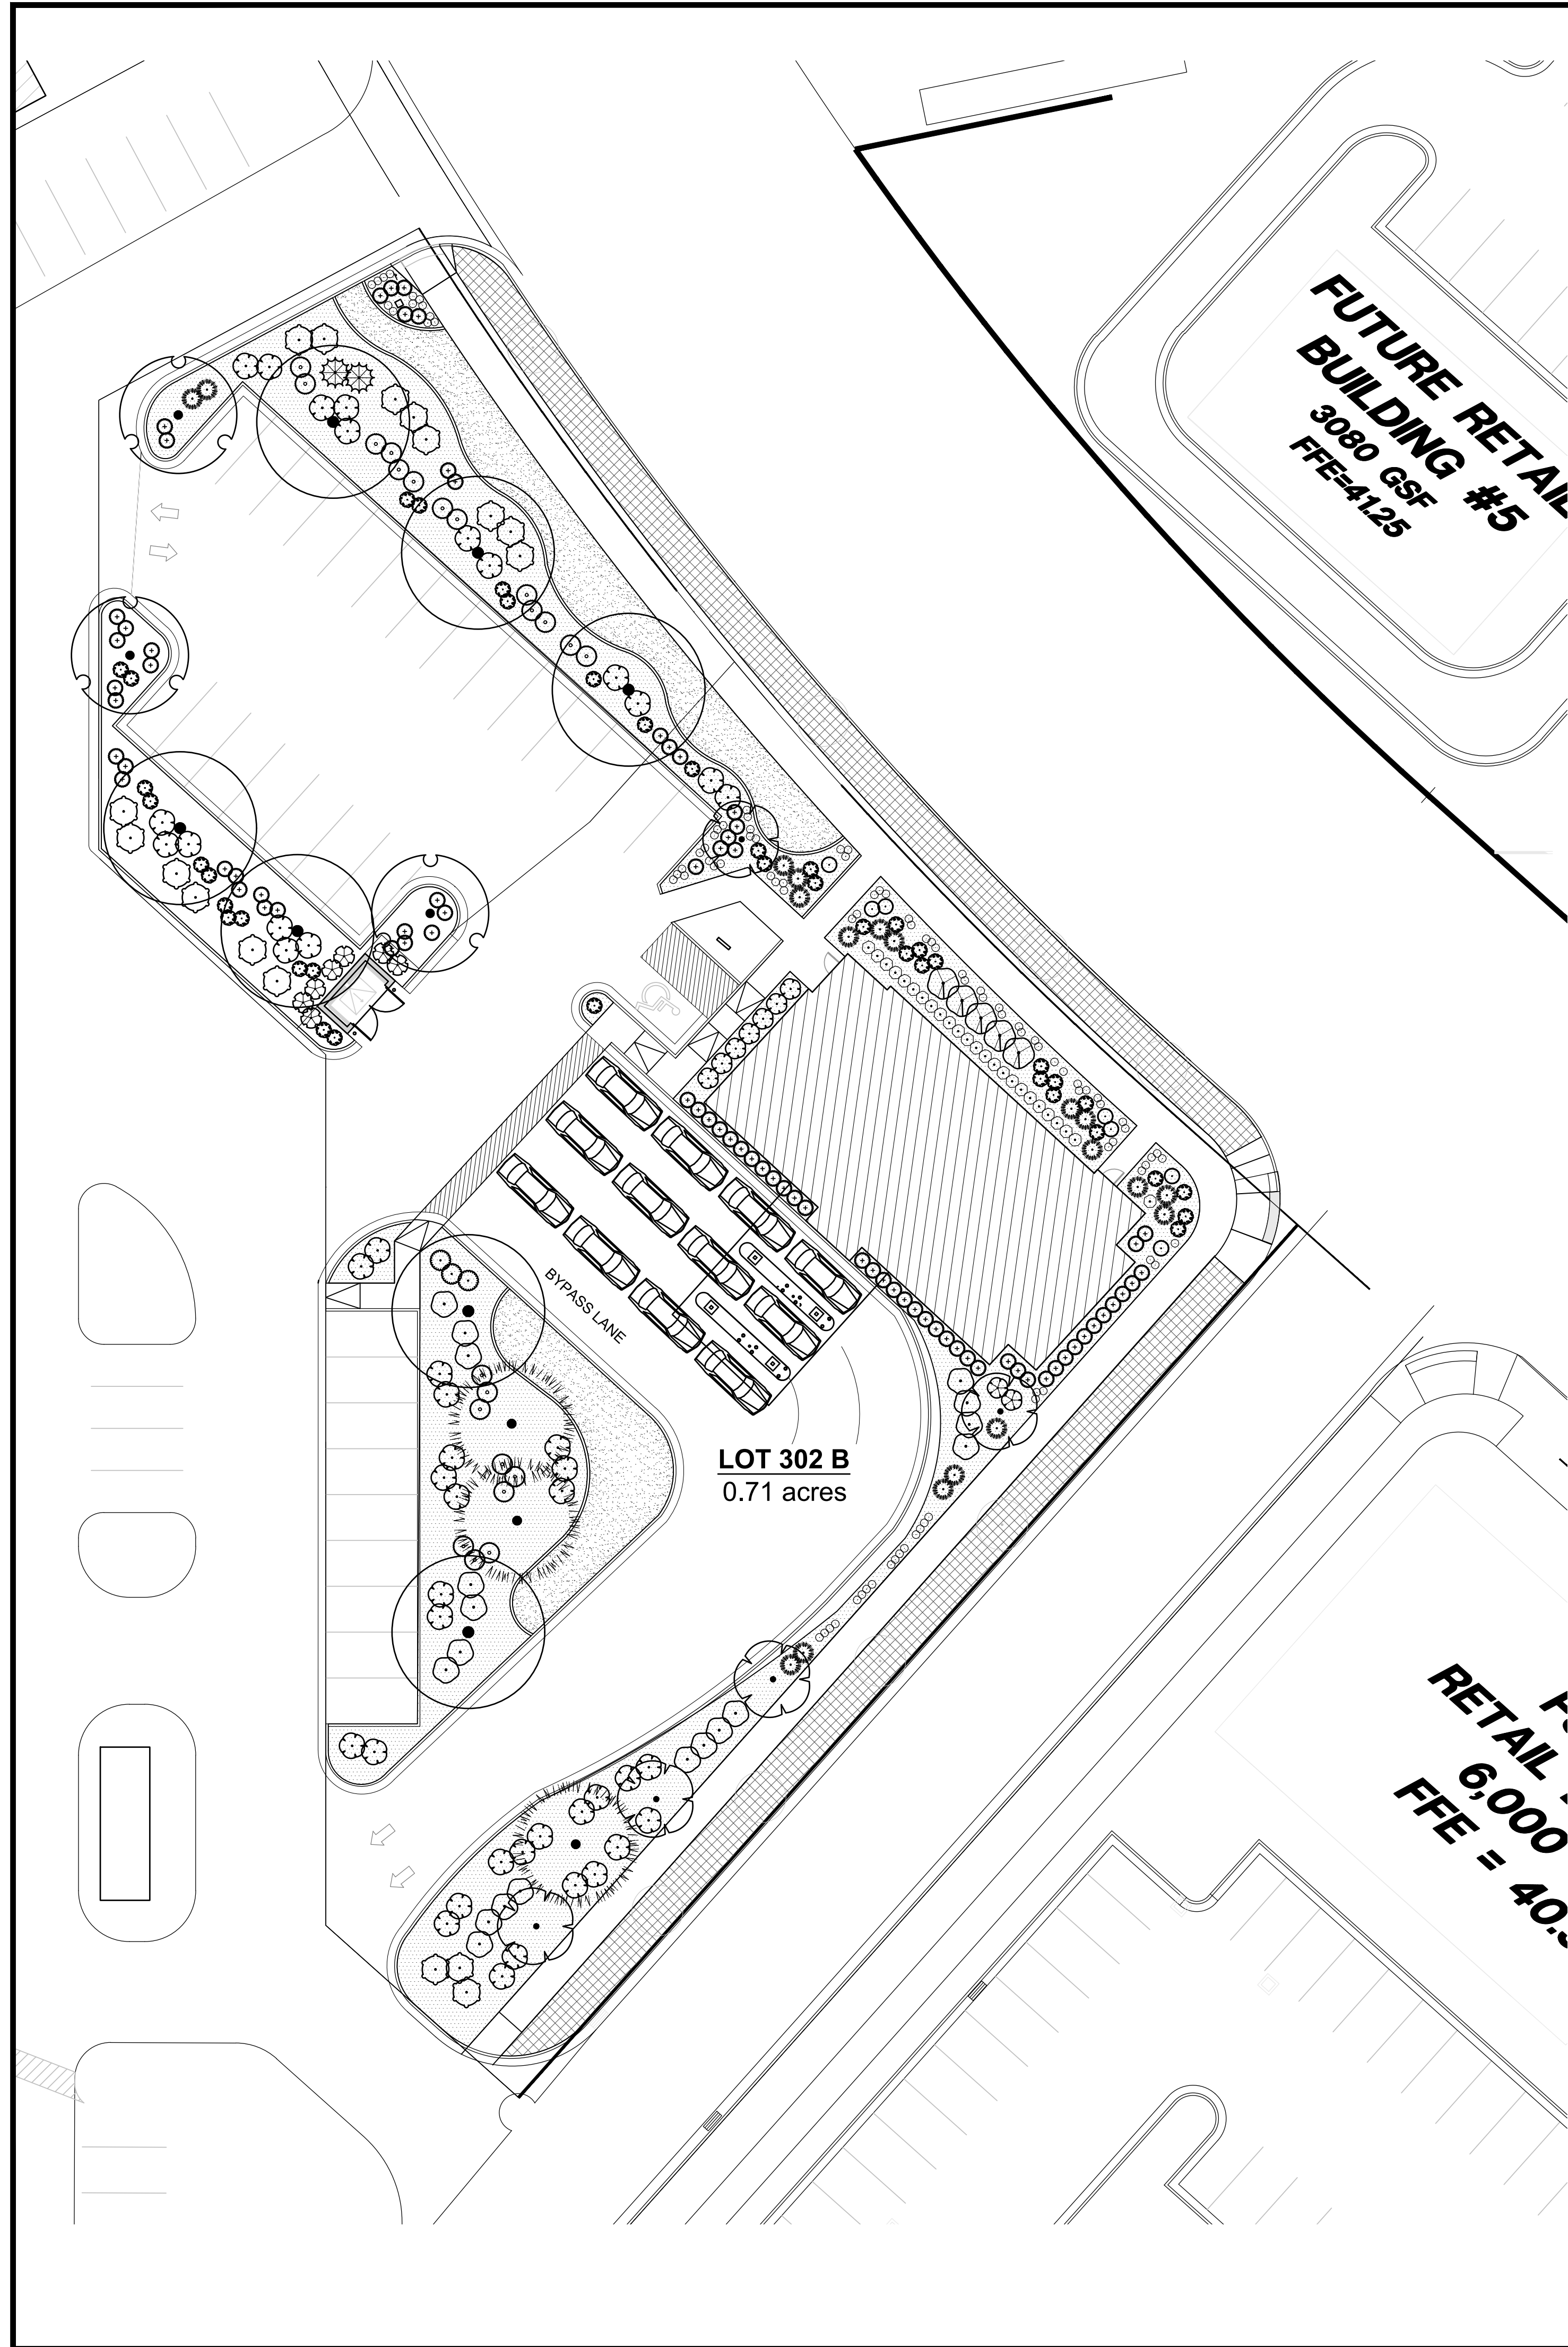 FUTURE RETAIL
BUILDING #5
3080 GSF
FFE=41.25
BYPASS LANE
LOT 302 B
0.71 acres
RETAIL
6,000
FFE = 40.